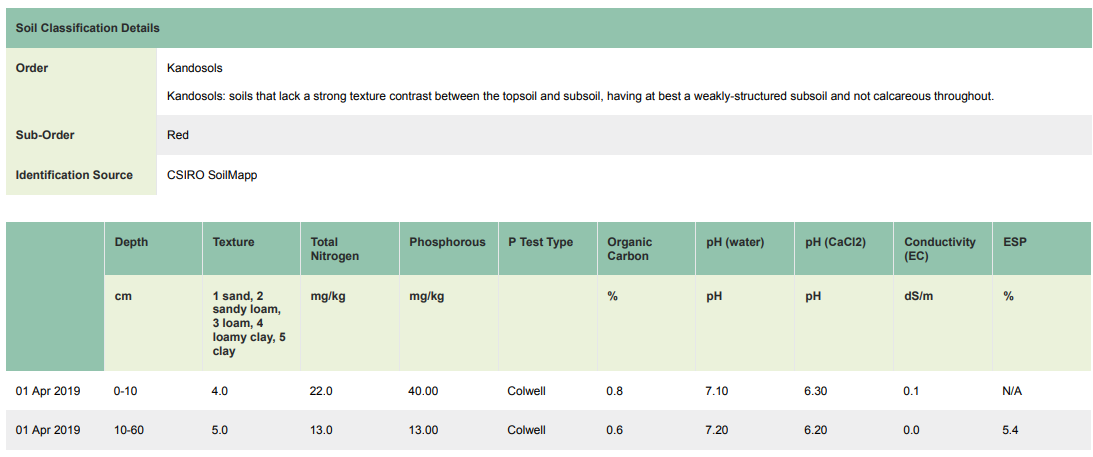 Soil Classification Details
Order Kandosols
Kandosols: soils that lack a strong texture contrast between the topsoil and subsoil, having at best a weakly-structured subsoil and not calcareous throughout.
Sub-Order Red
Identification Source CSIRO SoilMapp
Depth Texture Total Nitrogen Phosphorous P Test Type Organic Carbon pH (water) pH (CaCl2) Conductivity (EC) ESP
cm 1 sand, 2 sandy loam, 3 loam, 4 loamy clay, 5 clay mg/kg mg/kg % pH pH dS/m %
01 Apr 2019 0-10 4.0 22.0 40.00 Colwell 0.8 7.10 6.30 0.1 N/A
01 Apr 2019 10-60 5.0 13.0 13.00 Colwell 0.6 7.20 6.20 0.0 5.4